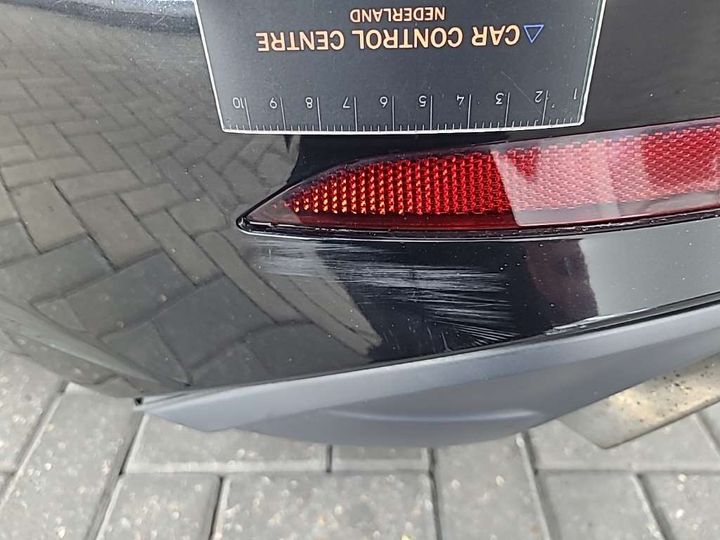 CAR CONTROL CENTRE
NEDERLAND
1 2 3 4 5 6 7 8 9 10